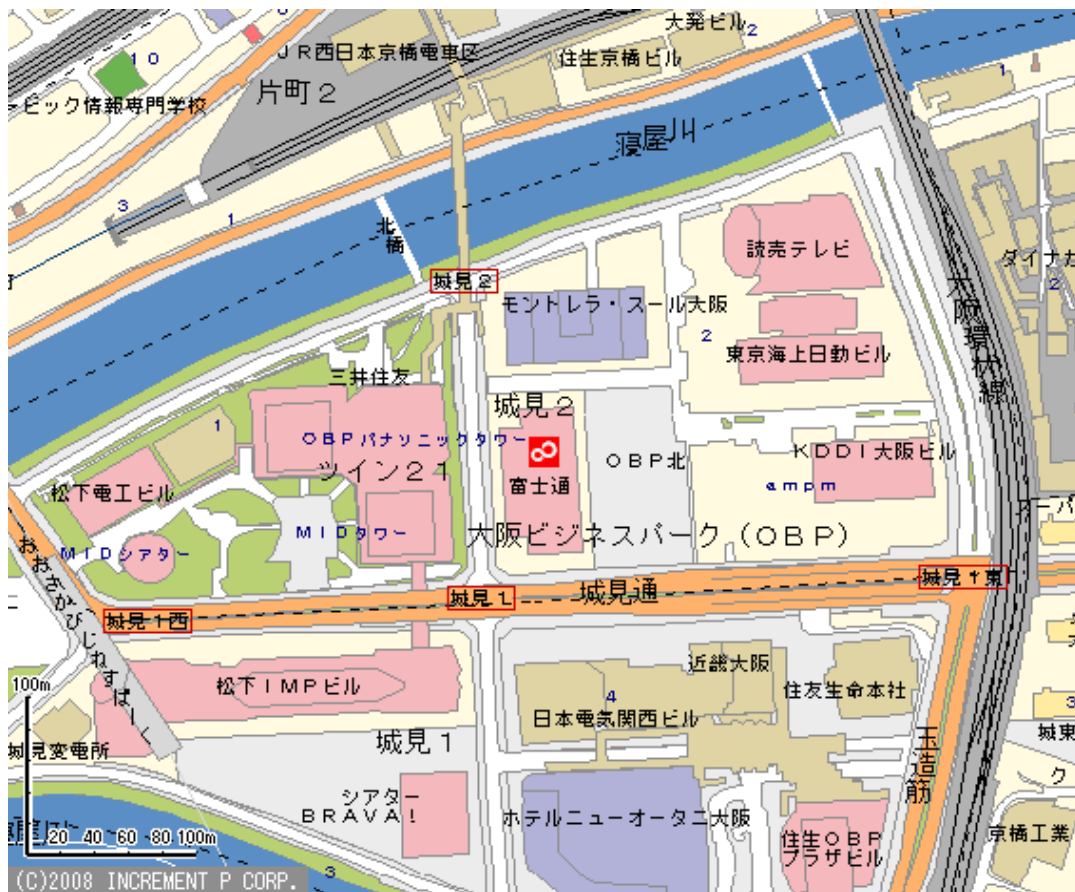 大発ビル
2
10
JR西日本京橋電車区
住生京橋ビル
片町2
1
ービック情報専門学校
寝屋川
3
1
北橋
読売テレビ
ダイナカ
2
城見2
大阪環状線
モントレラ・スール大阪
2
東京海上日動ビル
三井住友
城見2
1
OBPパナソニックタワー
ツイン21
KDDI大阪ビル
OBP北
松下電工ビル
富士通
ampm
ーパ
MIDタワー
大阪ビジネスパーク(OBP)
MIDシアター
おおさかびじねすぱーく
城見1東
城見1
城見通
城見1西
近畿大阪
100m
松下IMPビル
住友生命本社
4
3
日本電気関西ビル
城見1
城見変電所
城東
玉造筋
ク
シアター
BRAVA!
ホテルニューオータニ大阪
20 40 60 80 100m
住生OBP
プラザビル
京橋工業
3
(C)2008 INCREMENT P CORP.